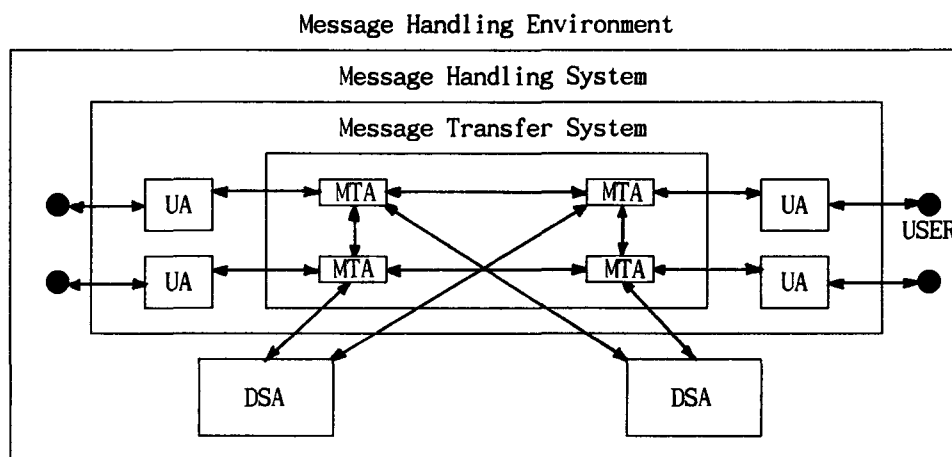 Message Handling Environment
Message Handling System
Message Transfer System
UA MTA MTA UA
USER
UA MTA MTA UA
DSA DSA